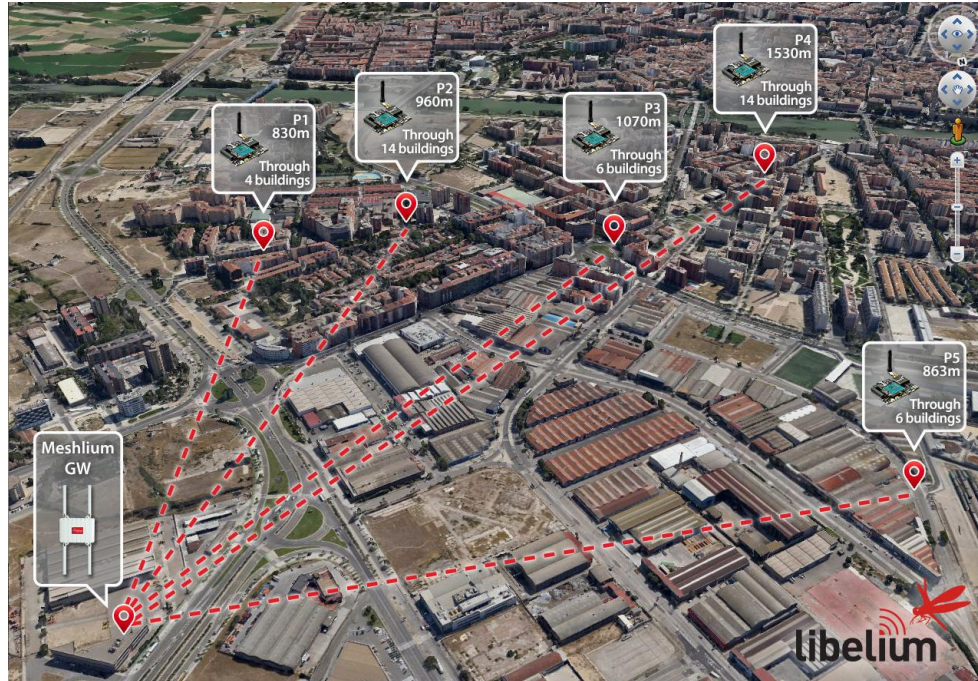 P1
830m
Through
4 buildings
P2
960m
Through
14 buildings
P3
1070m
Through
6 buildings
P4
1530m
Through
14 buildings
P5
863m
Through
6 buildings
Meshlium
GW
N
libelium